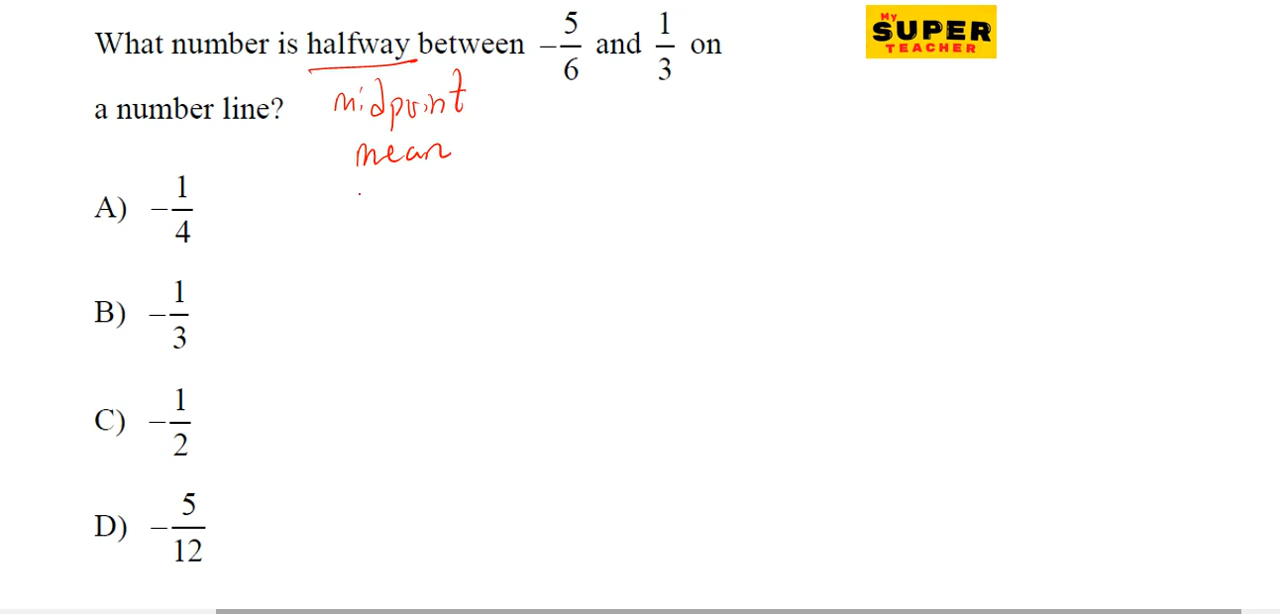 What number is halfway between -5/6 and 1/3 on
a number line?
midpoint
mean
A) -1/4
B) -1/3
C) -1/2
D) -5/12
My
SUPER
TEACHER